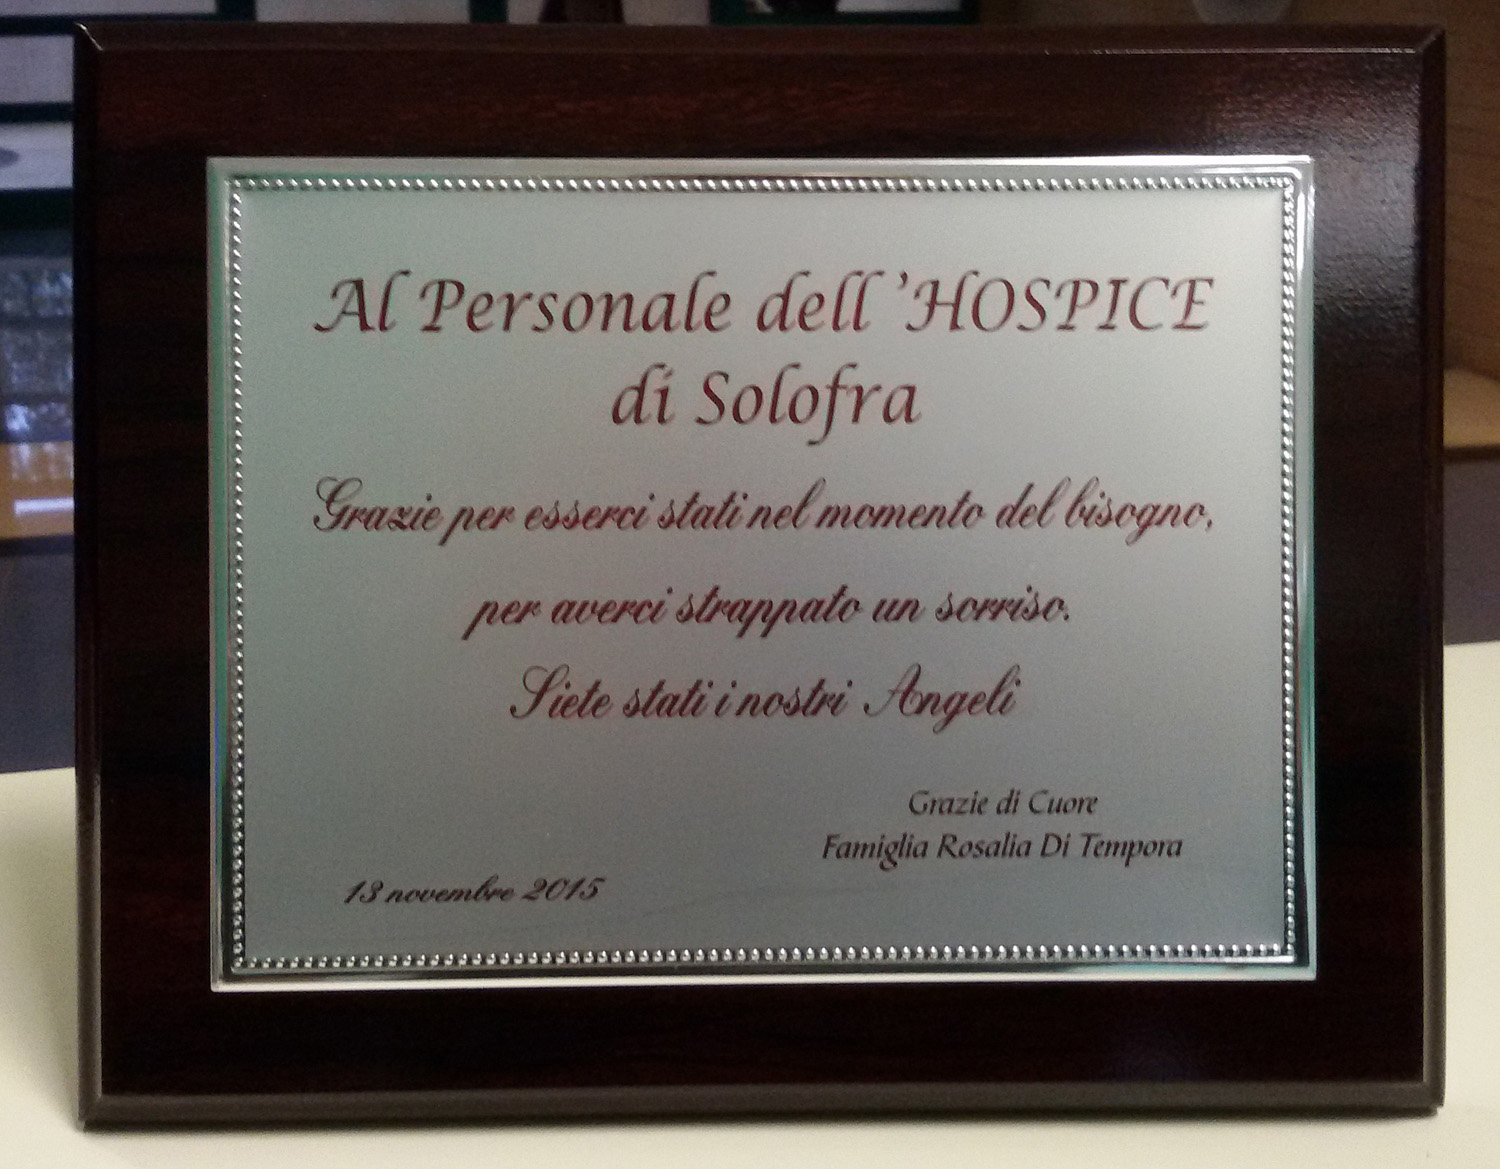 Al Personale dell'HOSPICE
di Solofra
Grazie per esserci stati nel momento del bisogno,
per averci strappato un sorriso.
Siete stati i nostri Angeli
Grazie di Cuore
Famiglia Rosalia Di Tempora
13 novembre 2015